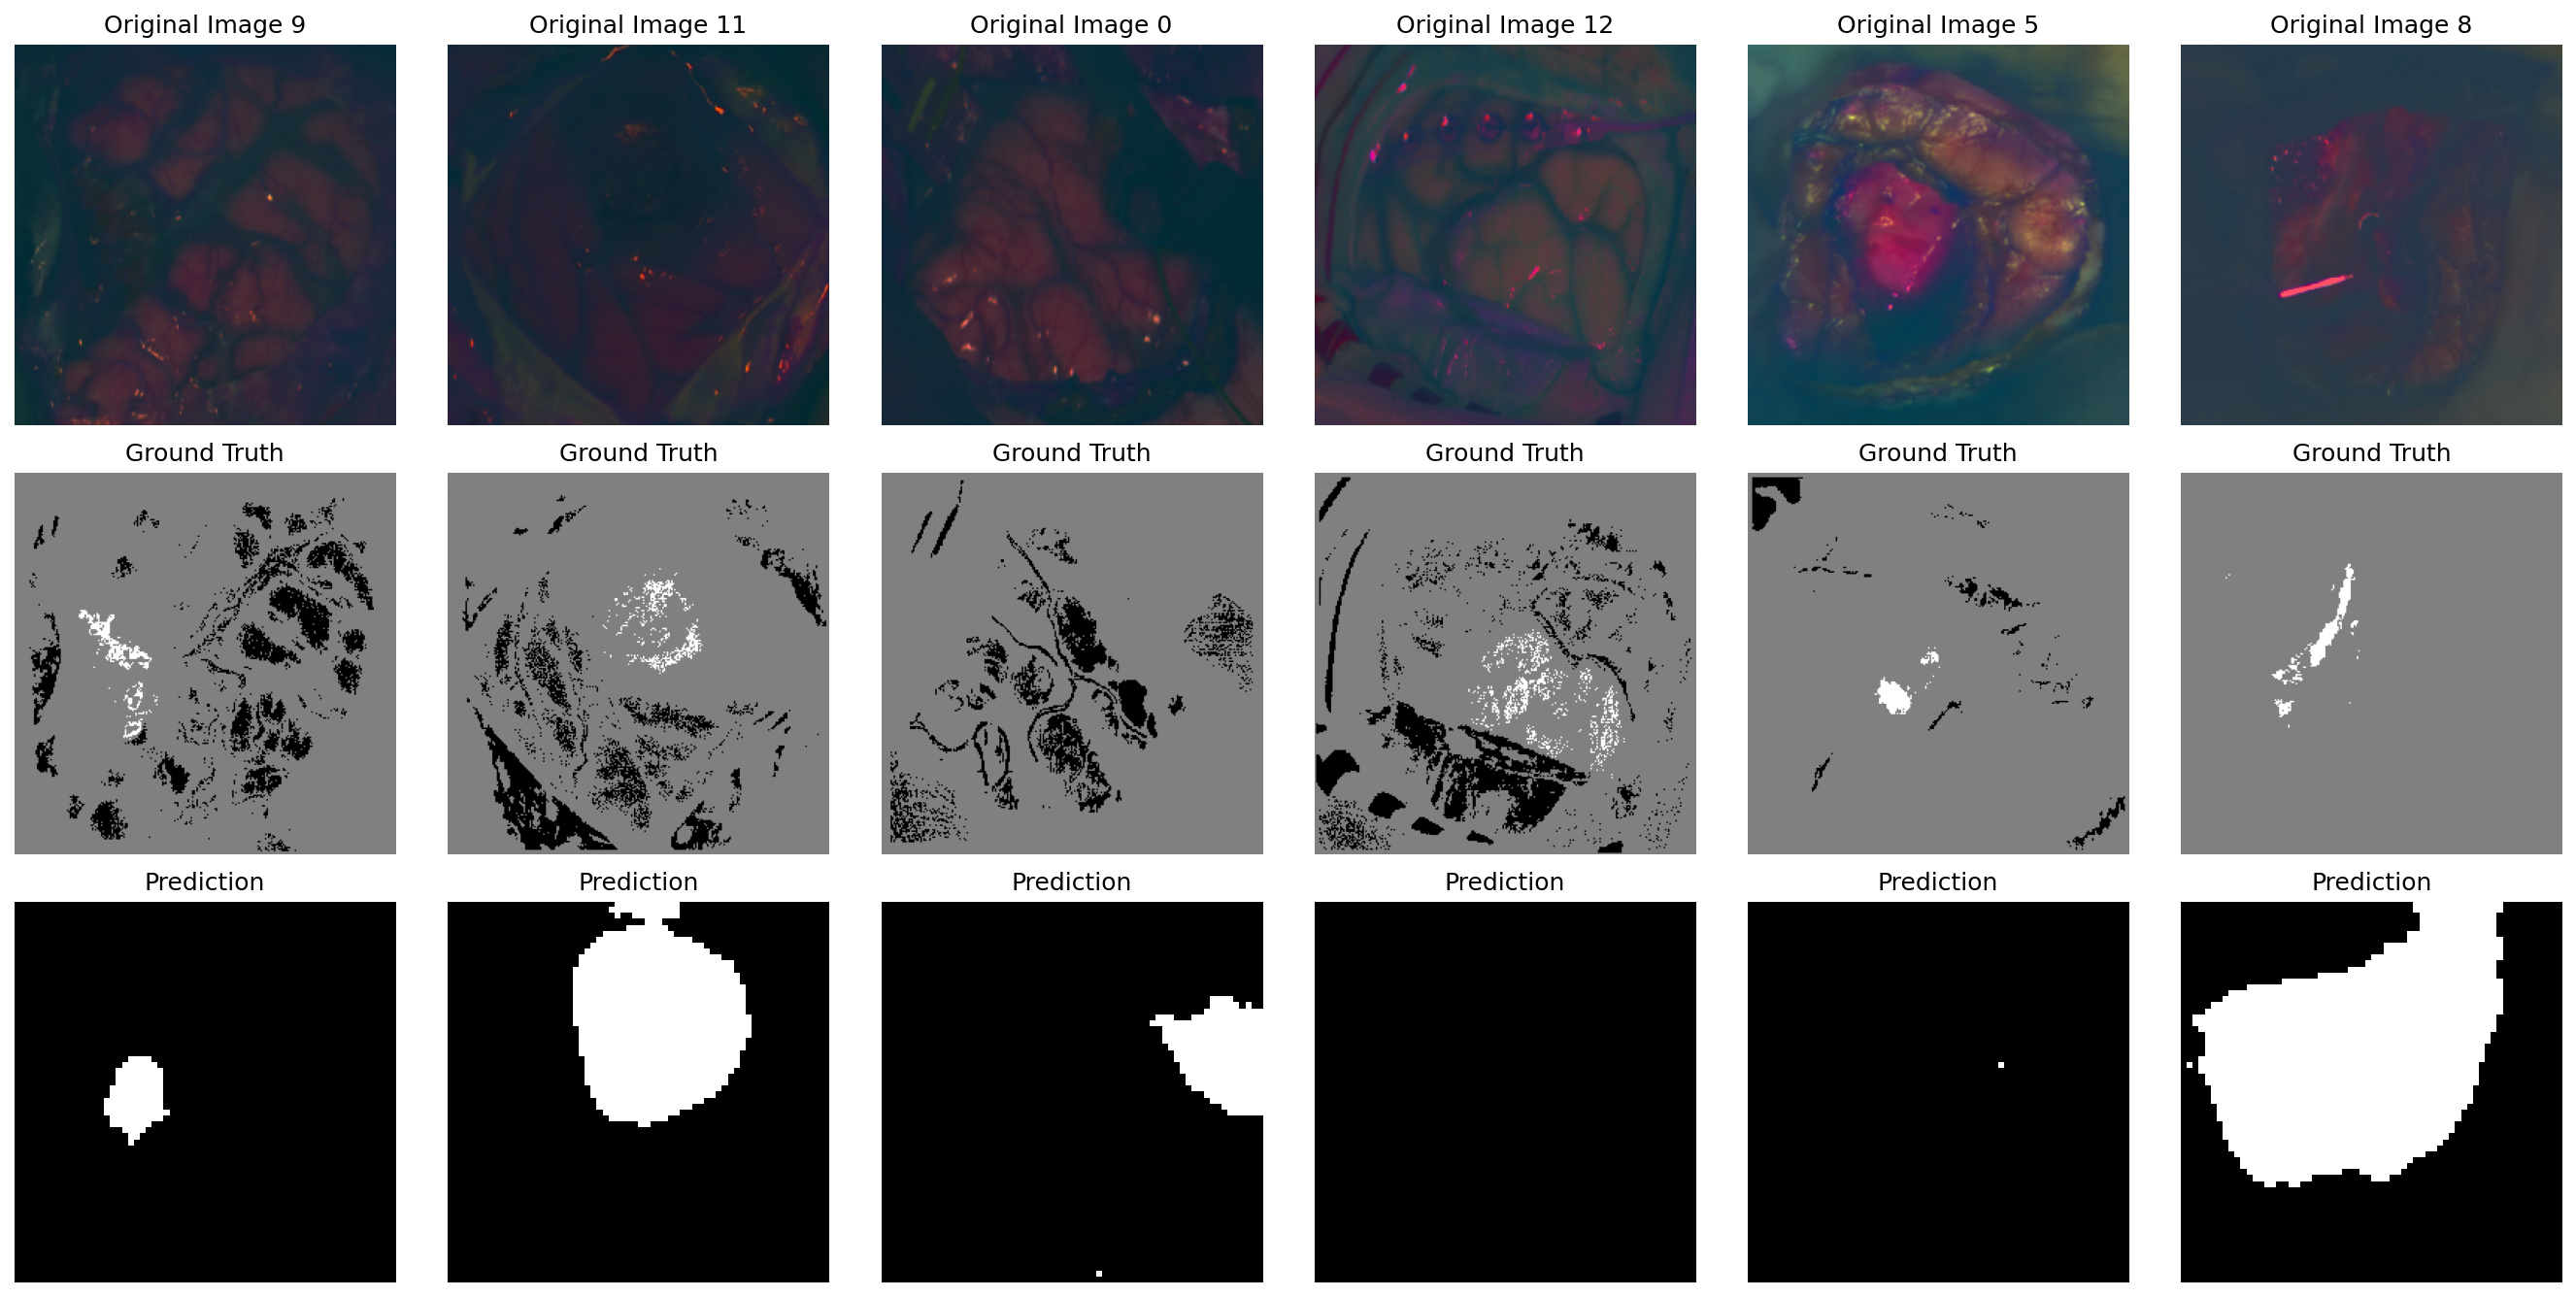 Original Image 9
Original Image 11
Original Image 0
Original Image 12
Original Image 5
Original Image 8
Ground Truth
Ground Truth
Ground Truth
Ground Truth
Ground Truth
Ground Truth
Prediction
Prediction
Prediction
Prediction
Prediction
Prediction